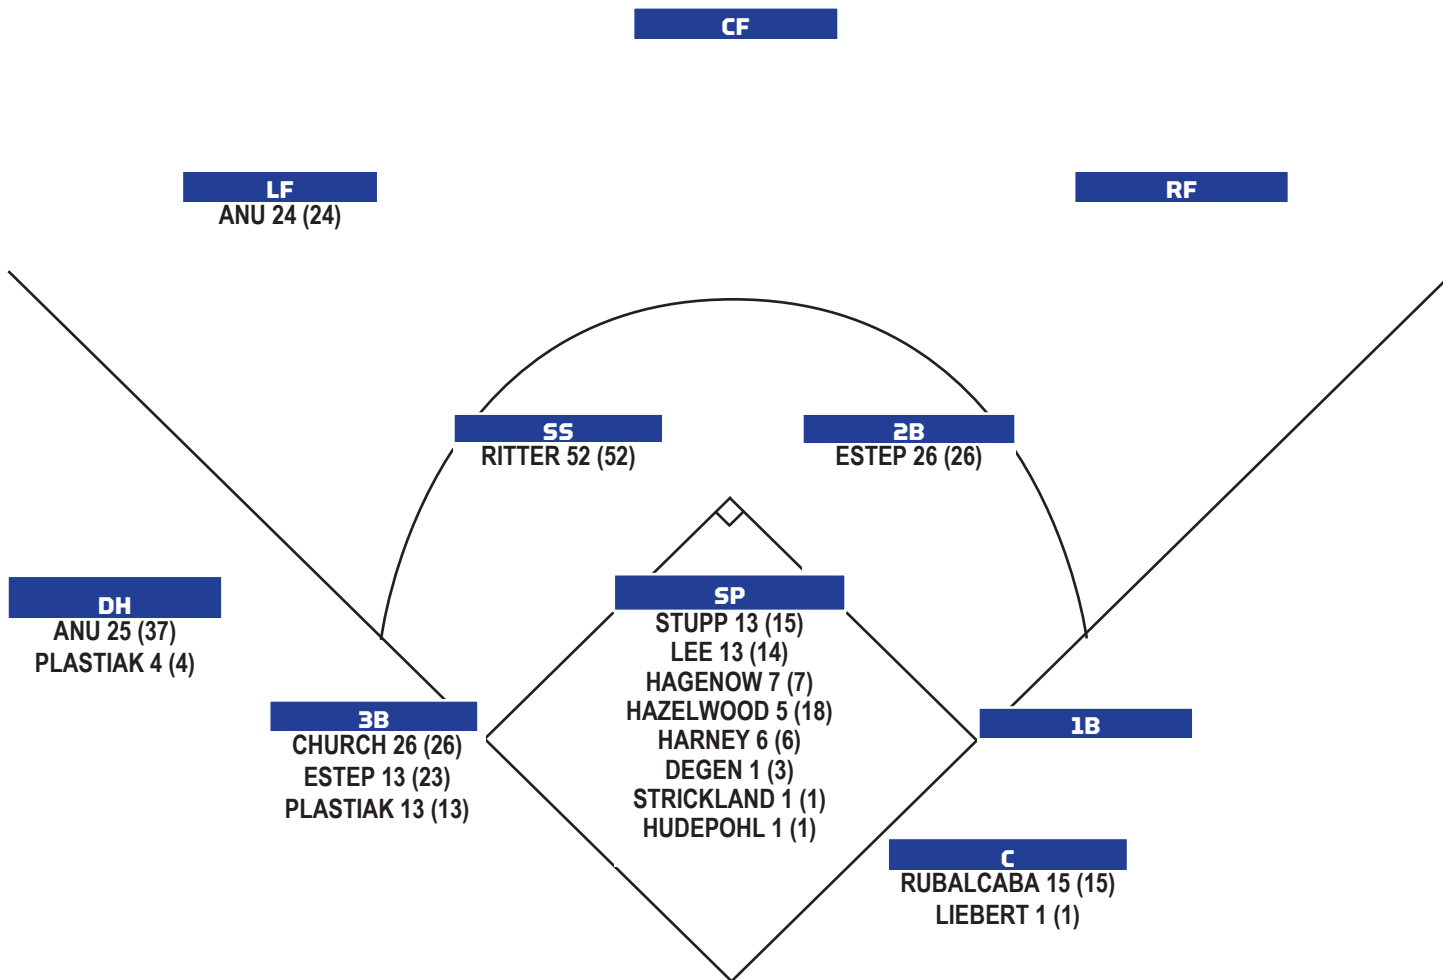 CF
LF
ANU 24 (24)
RF
SS
RITTER 52 (52)
2B
ESTEP 26 (26)
DH
ANU 25 (37)
PLASTIAK 4 (4)
SP
STUPP 13 (15)
LEE 13 (14)
HAGENOW 7 (7)
HAZELWOOD 5 (18)
HARNEY 6 (6)
DEGEN 1 (3)
STRICKLAND 1 (1)
HUDEPOHL 1 (1)
3B
CHURCH 26 (26)
ESTEP 13 (23)
PLASTIAK 13 (13)
1B
C
RUBALCABA 15 (15)
LIEBERT 1 (1)